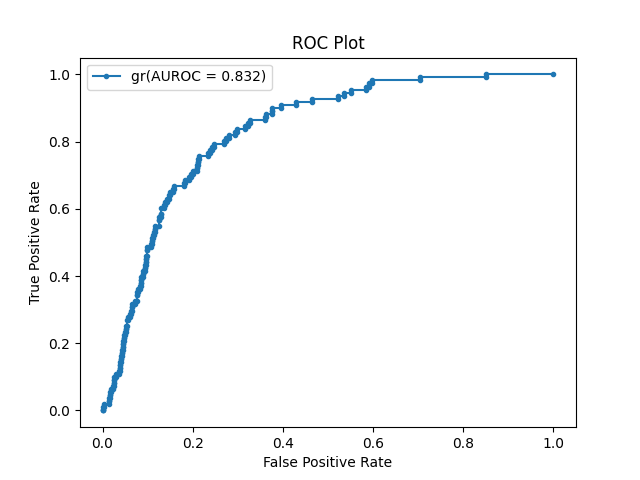 ROC Plot
gr(AUROC = 0.832)
1.0
0.8
0.6
0.4
0.2
0.0
True Positive Rate
0.0 0.2 0.4 0.6 0.8 1.0
False Positive Rate